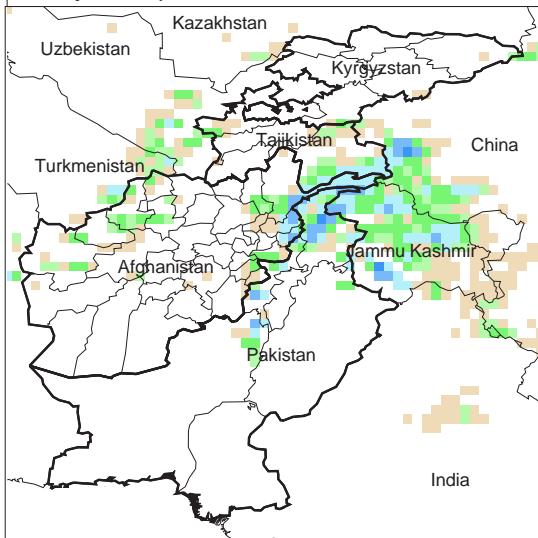 Kazakhstan
Uzbekistan
Kyrgyzstan
Tajikistan
China
Turkmenistan
Jammu Kashmir
Afghanistan
Pakistan
India